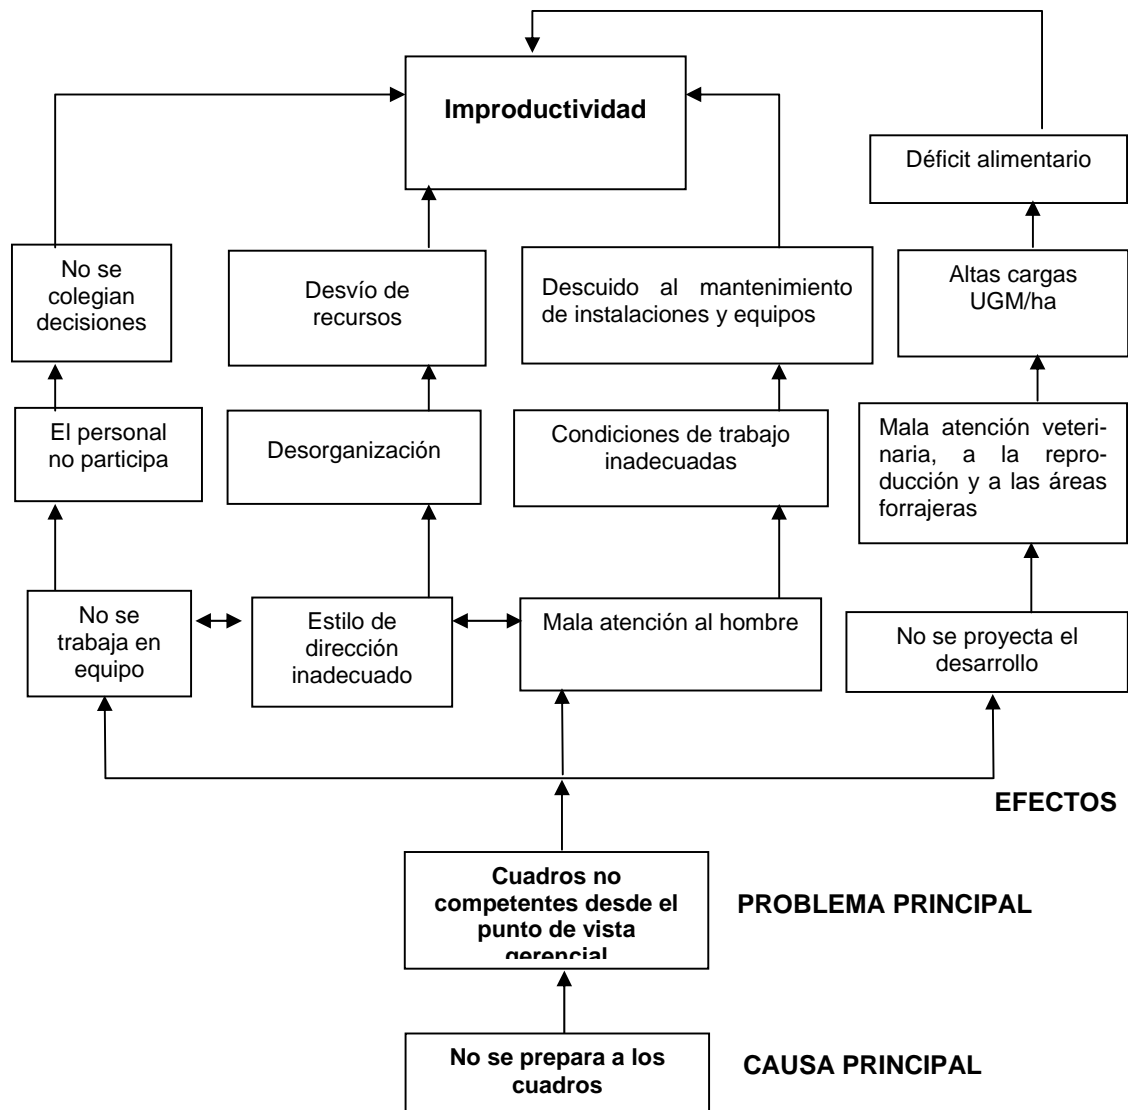 Improductividad
Déficit alimentario
No se
colegian
decisiones
Desvío de
recursos
Descuido al mantenimiento
de instalaciones y equipos
Altas cargas
UGM/ha
El personal
no participa
Desorganización
Condiciones de trabajo
inadecuadas
Mala atención veteri-
naria, a la repro-
ducción y a las áreas
forrajeras
No se
trabaja en
equipo
Estilo de
dirección
inadecuado
Mala atención al hombre
No se proyecta el
desarrollo
EFECTOS
Cuadros no
competentes desde el
punto de vista
gerencial
PROBLEMA PRINCIPAL
No se prepara a los
cuadros
CAUSA PRINCIPAL